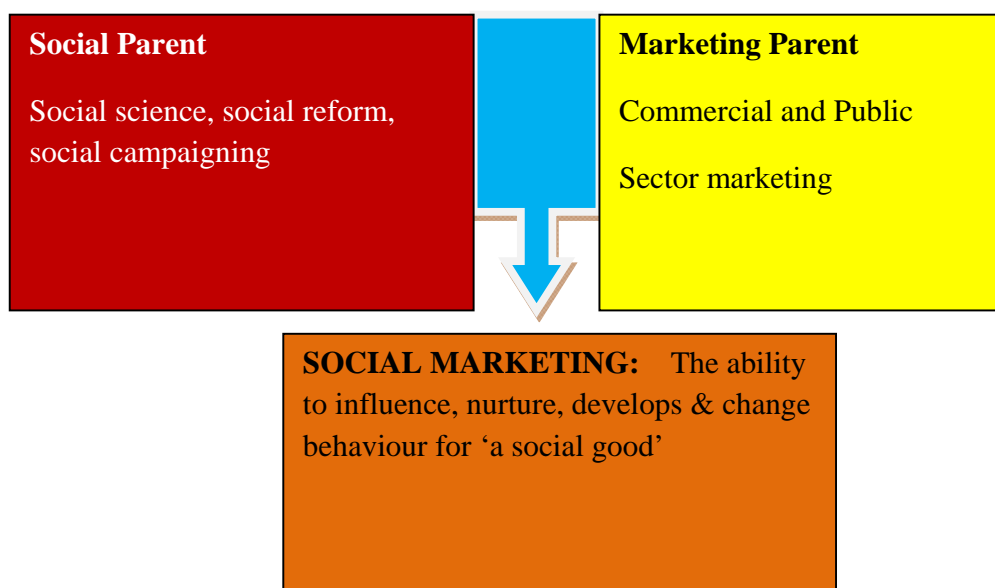 Social Parent
Social science, social reform,
social campaigning
Marketing Parent
Commercial and Public
Sector marketing
SOCIAL MARKETING: The ability
to influence, nurture, develops & change
behaviour for ‘a social good’